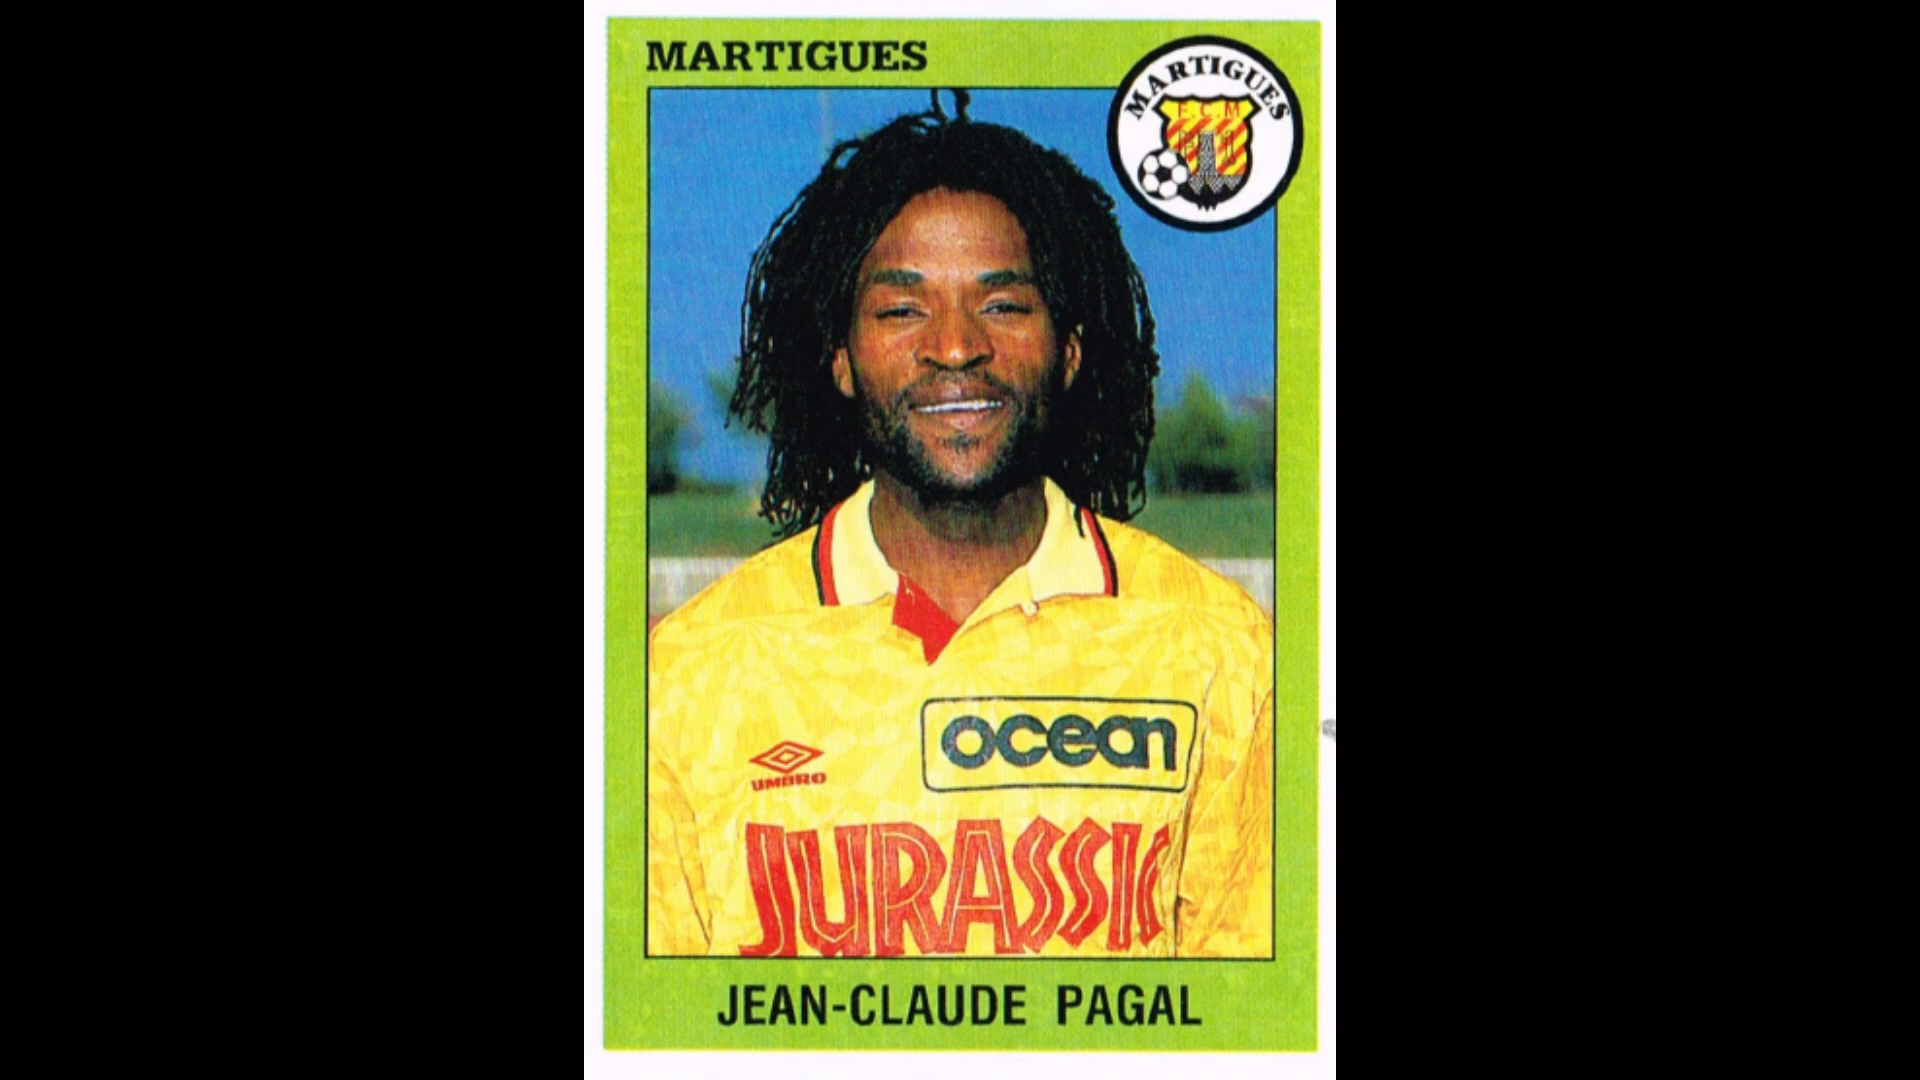 MARTIGUES
MARTIGUES
F.C.M
ocean
UMBRO
JURASSIC
JEAN-CLAUDE PAGAL